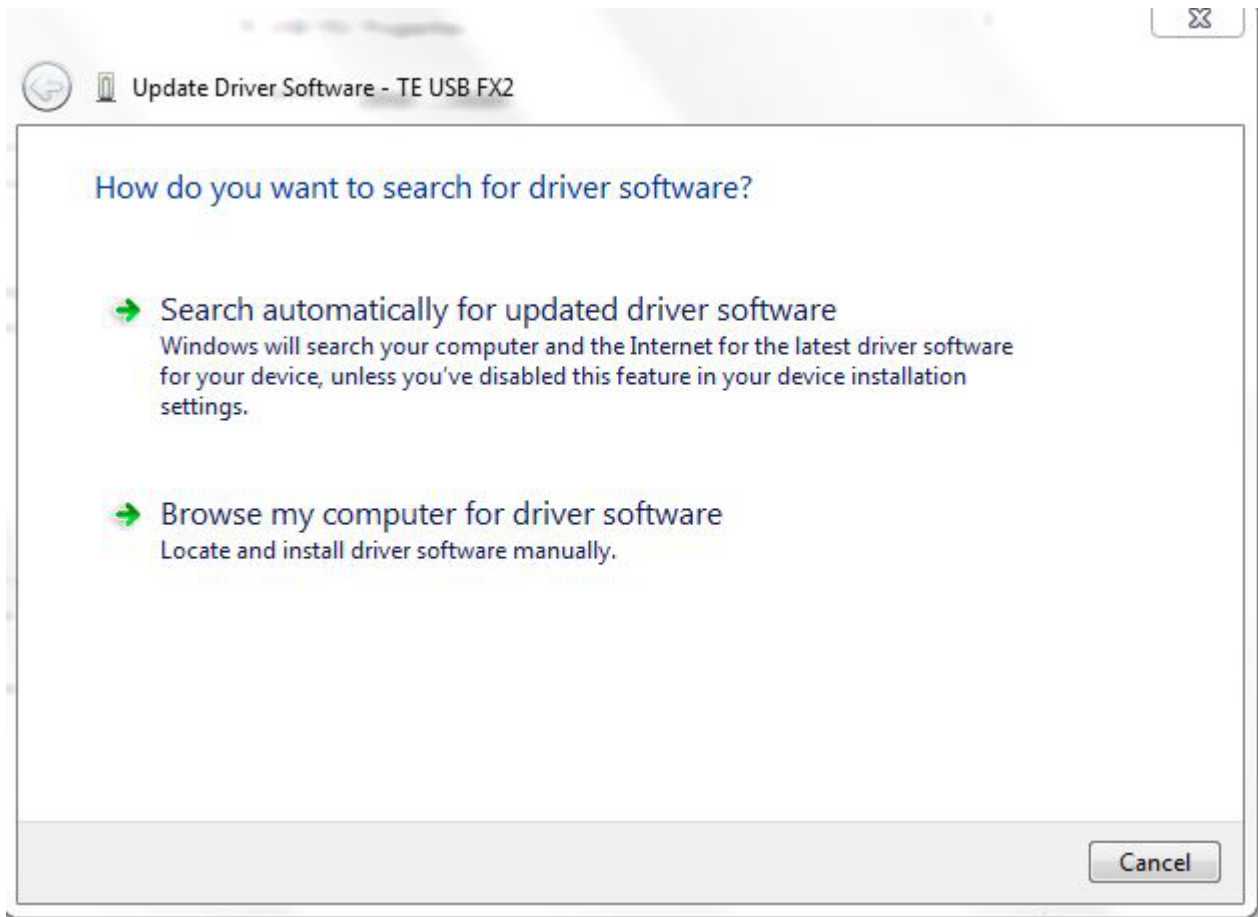 Update Driver Software - TE USB FX2
How do you want to search for driver software?
Search automatically for updated driver software
Windows will search your computer and the Internet for the latest driver software
for your device, unless you've disabled this feature in your device installation
settings.
Browse my computer for driver software
Locate and install driver software manually.
Cancel